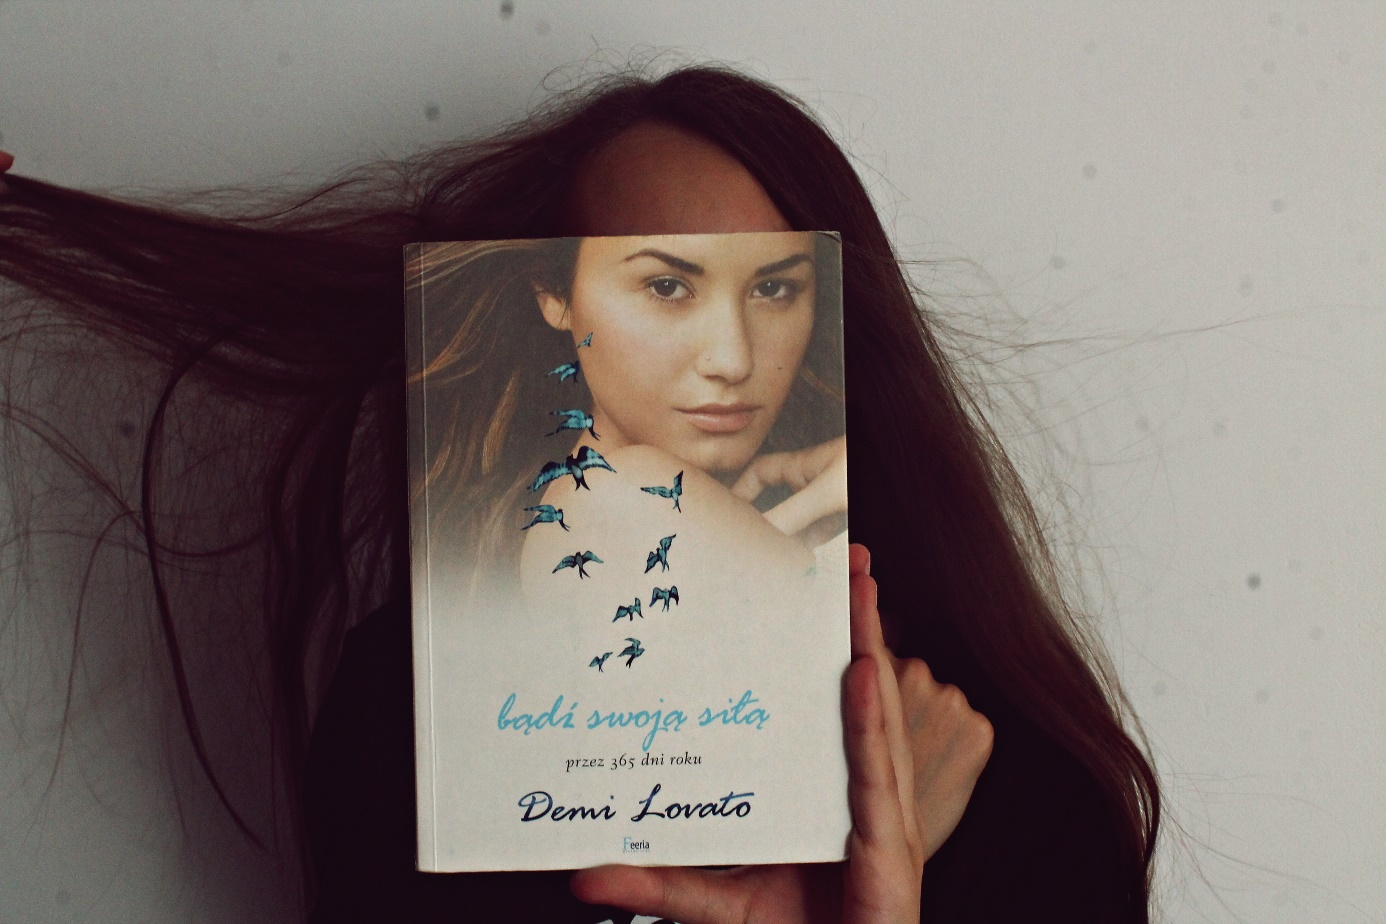 bądź swoją siłą
przez 365 dni roku
Demi Lovato
Feeria